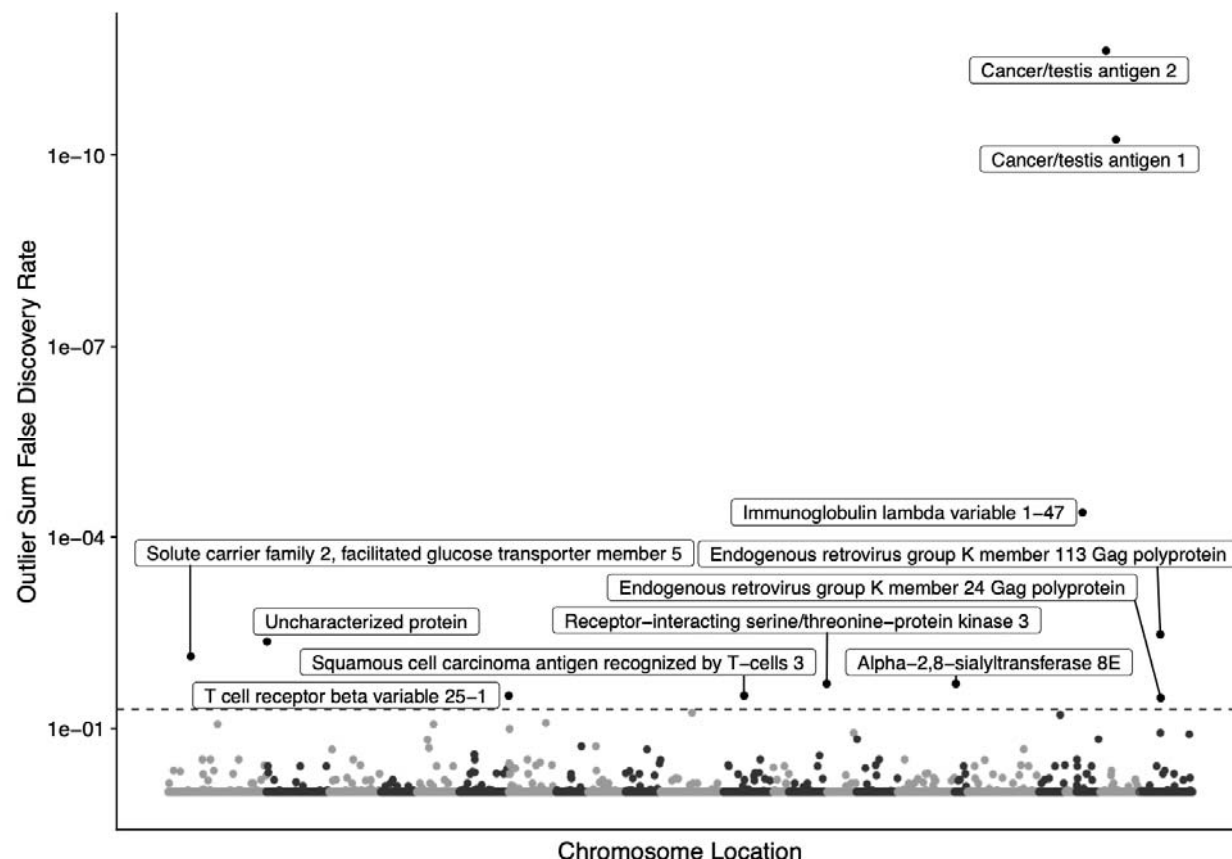 Cancer/testis antigen 2
1e−10
Cancer/testis antigen 1
Outlier Sum False Discovery Rate
1e−07
Immunoglobulin lambda variable 1−47
1e−04
Solute carrier family 2, facilitated glucose transporter member 5
Endogenous retrovirus group K member 113 Gag polyprotein
Endogenous retrovirus group K member 24 Gag polyprotein
Uncharacterized protein
Receptor−interacting serine/threonine−protein kinase 3
Squamous cell carcinoma antigen recognized by T−cells 3
Alpha−2,8−sialyltransferase 8E
T cell receptor beta variable 25−1
1e−01
Chromosome Location